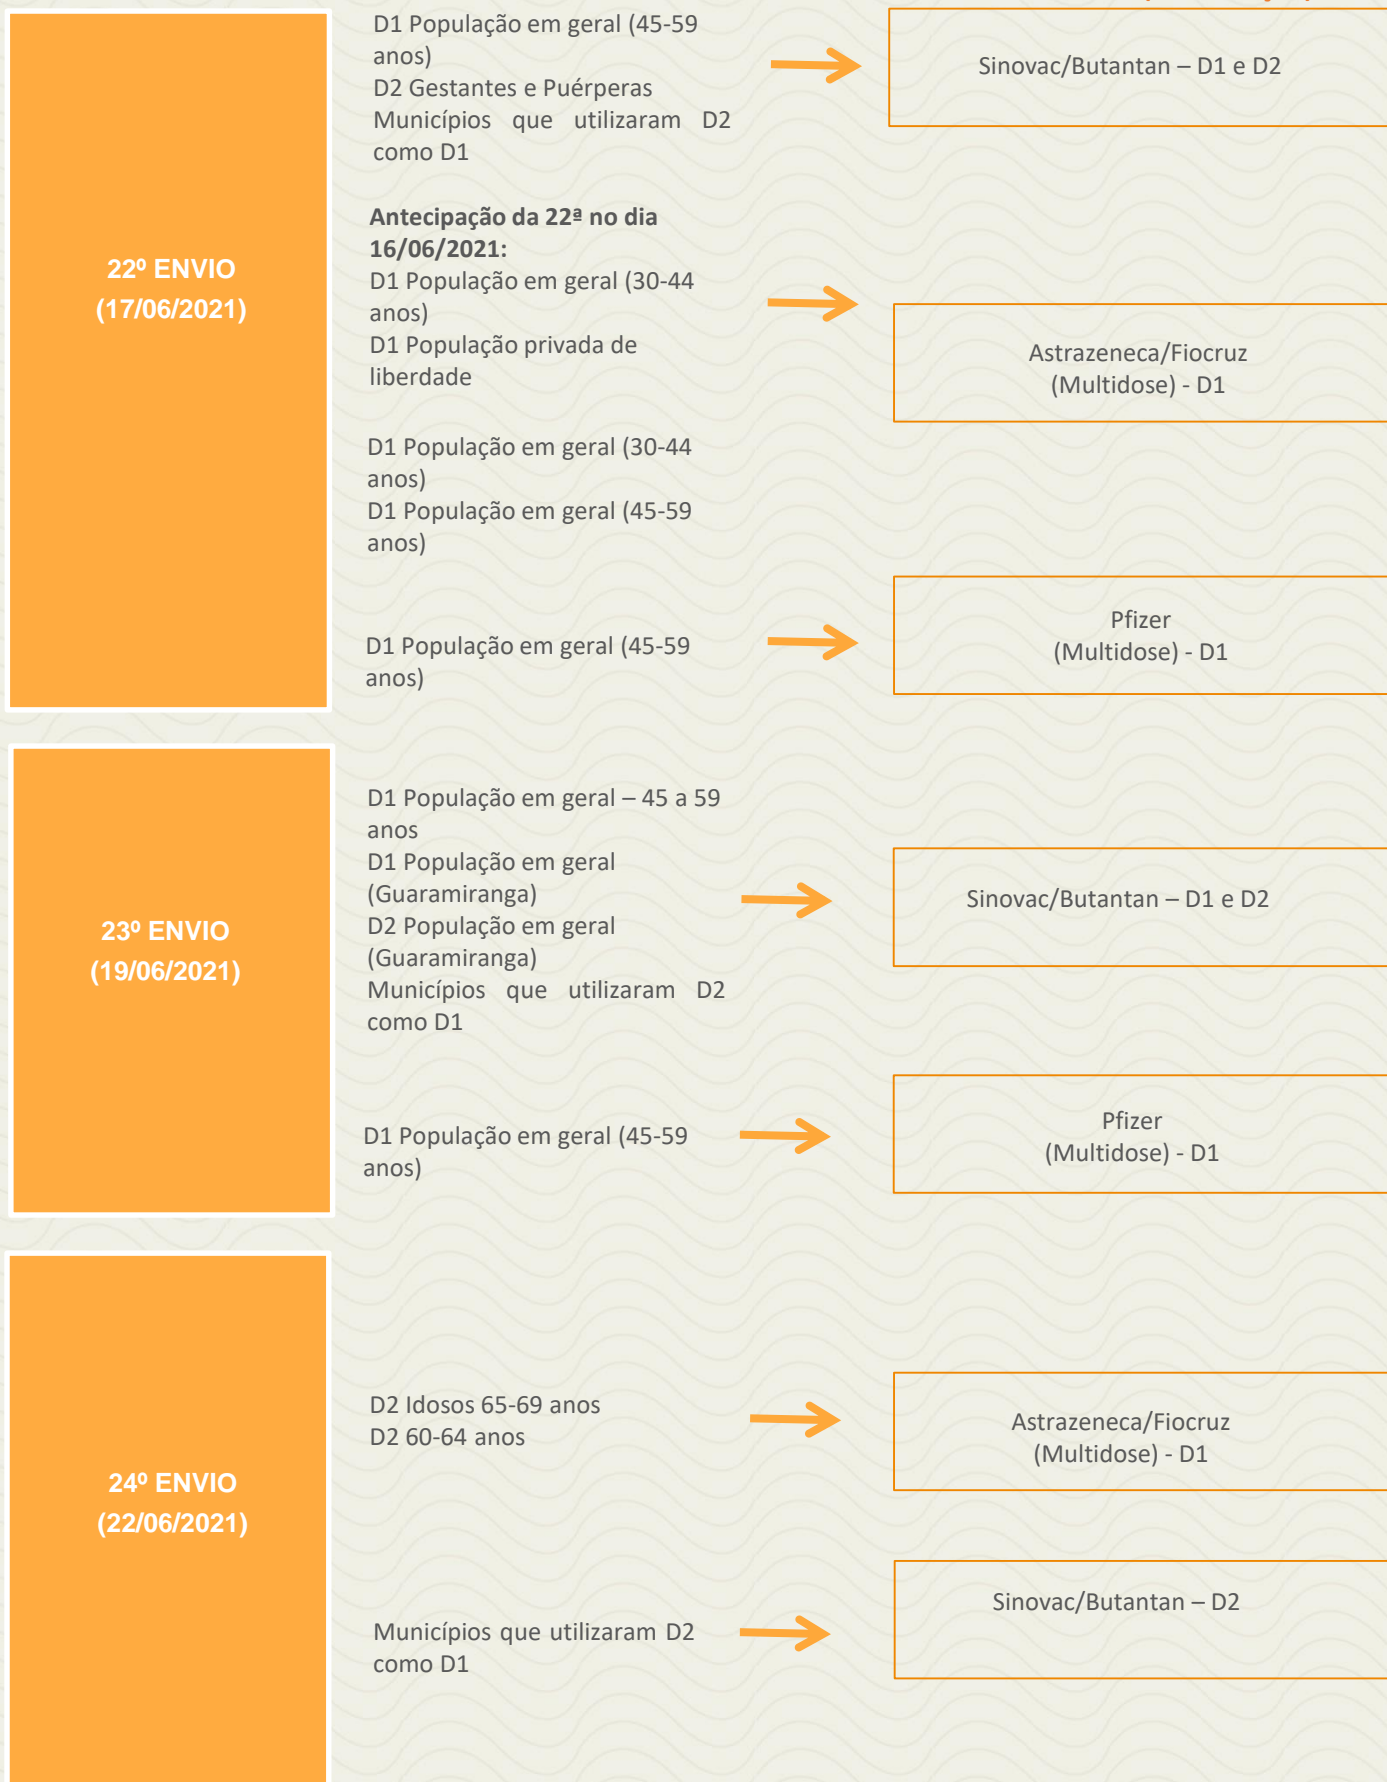 22º ENVIO
(17/06/2021)
D1 População em geral (45-59
anos)
D2 Gestantes e Puérperas
Municípios que utilizaram D2
como D1
Sinovac/Butantan – D1 e D2
Antecipação da 22ª no dia
16/06/2021:
D1 População em geral (30-44
anos)
D1 População privada de
liberdade
D1 População em geral (30-44
anos)
D1 População em geral (45-59
anos)
Astrazeneca/Fiocruz
(Multidose) - D1
D1 População em geral (45-59
anos)
Pfizer
(Multidose) - D1
23º ENVIO
(19/06/2021)
D1 População em geral – 45 a 59
anos
D1 População em geral
(Guaramiranga)
D2 População em geral
(Guaramiranga)
Municípios que utilizaram D2
como D1
Sinovac/Butantan – D1 e D2
D1 População em geral (45-59
anos)
Pfizer
(Multidose) - D1
24º ENVIO
(22/06/2021)
D2 Idosos 65-69 anos
D2 60-64 anos
Astrazeneca/Fiocruz
(Multidose) - D1
Municípios que utilizaram D2
como D1
Sinovac/Butantan – D2